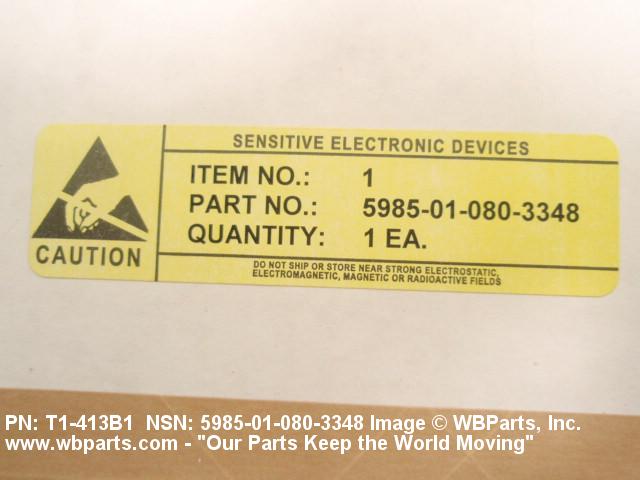 SENSITIVE ELECTRONIC DEVICES
ITEM NO.: 1
PART NO.: 5985-01-080-3348
QUANTITY: 1 EA.
CAUTION
DO NOT SHIP OR STORE NEAR STRONG ELECTROSTATIC,
ELECTROMAGNETIC, MAGNETIC OR RADIOACTIVE FIELDS
PN: T1-413B1 NSN: 5985-01-080-3348 Image © WBParts, Inc.
www.wbparts.com - "Our Parts Keep the World Moving"